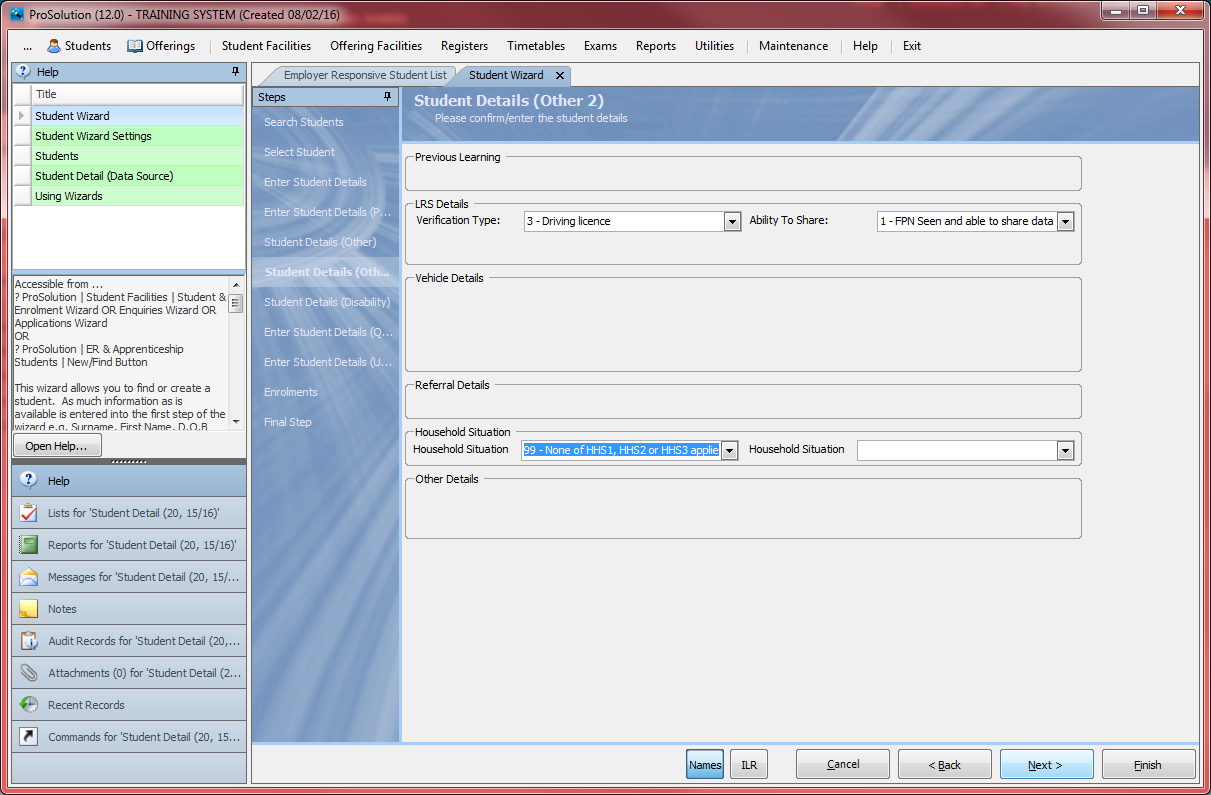 ProSolution (12.0) - TRAINING SYSTEM (Created 08/02/16)
... Students Offerings Student Facilities Offering Facilities Registers Timetables Exams Reports Utilities Maintenance Help Exit
Help
Title
Student Wizard
Student Wizard Settings
Students
Student Detail (Data Source)
Using Wizards
Accessible from ...
? ProSolution | Student Facilities | Student &
Enrolment Wizard OR Enquiries Wizard OR
Applications Wizard
OR
? ProSolution | ER & Apprenticeship
Students | New/Find Button
This wizard allows you to find or create a
student. As much information as is
available is entered into the first step of the
wizard e.g. Surname, First Name, D.O.B
Open Help...
Help
Lists for 'Student Detail (20, 15/16)'
Reports for 'Student Detail (20, 15/16)'
Messages for 'Student Detail (20, 15/...
Notes
Audit Records for 'Student Detail (20,...
Attachments (0) for 'Student Detail (2...
Recent Records
Commands for 'Student Detail (20, 15...
Employer Responsive Student List Student Wizard
Steps
Search Students
Select Student
Enter Student Details
Enter Student Details (P...
Student Details (Other)
Student Details (Oth...
Student Details (Disability)
Enter Student Details (Q...
Enter Student Details (U...
Enrolments
Final Step
Student Details (Other 2)
Please confirm/enter the student details
Previous Learning
LRS Details
Verification Type: 3 - Driving licence Ability To Share: 1 - FPN Seen and able to share data
Vehicle Details
Referral Details
Household Situation
Household Situation 99 - None of HHS1, HHS2 or HHS3 applie Household Situation
Other Details
Names ILR Cancel < Back Next > Finish